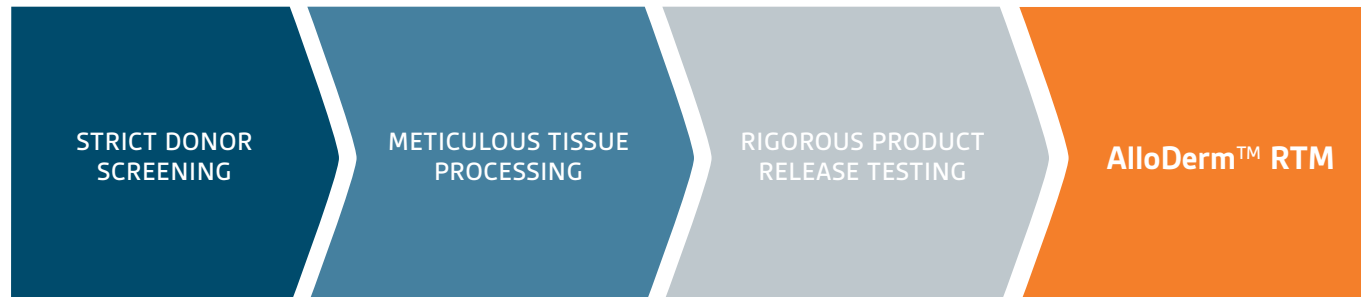 STRICT DONOR
SCREENING
METICULOUS TISSUE
PROCESSING
RIGOROUS PRODUCT
RELEASE TESTING
AlloDerm™ RTM